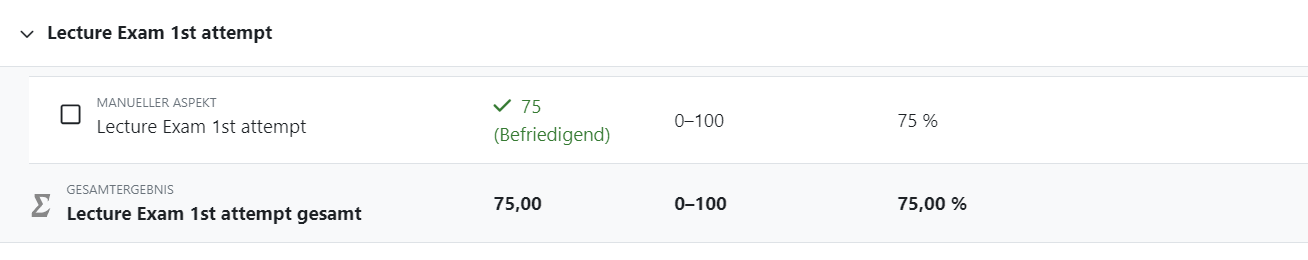 Lecture Exam 1st attempt
MANUELLER ASPEKT
Lecture Exam 1st attempt
75
(Befriedigend)
0–100
75 %
GESAMTERGEBNIS
Lecture Exam 1st attempt gesamt
75,00
0–100
75,00 %